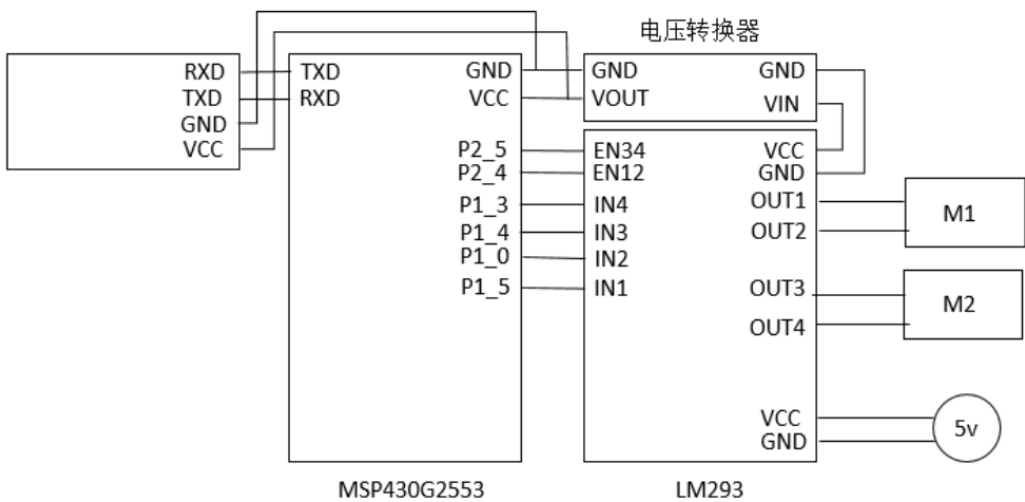 电压转换器
RXD
TXD
GND
VCC
TXD
RXD
GND
VCC
P2_5
P2_4
P1_3
P1_4
P1_0
P1_5
MSP430G2553
GND
VOUT
GND
VIN
EN34
EN12
IN4
IN3
IN2
IN1
VCC
GND
OUT1
OUT2
OUT3
OUT4
VCC
GND
LM293
M1
M2
5v